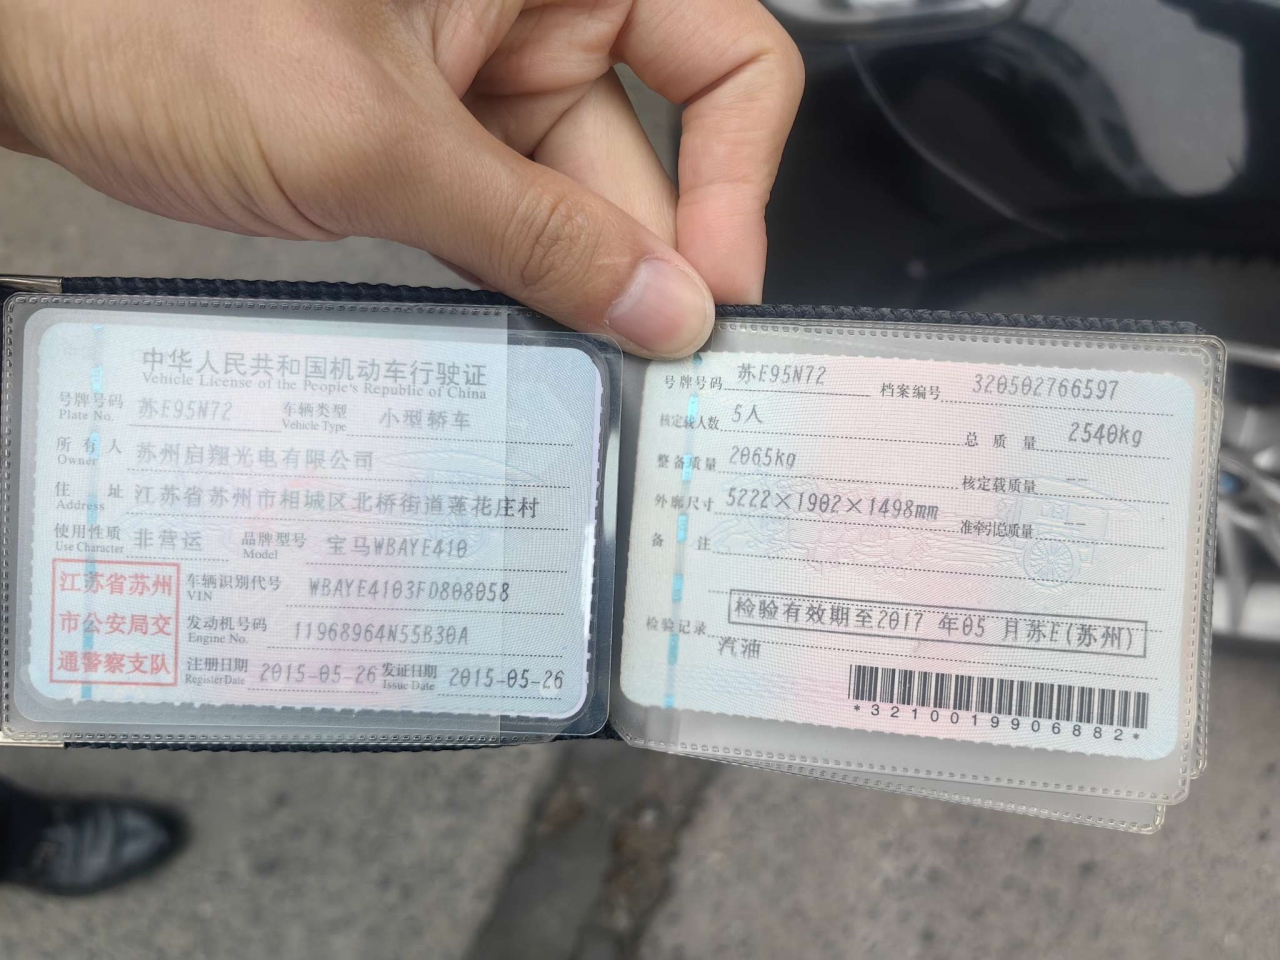 中华人民共和国机动车行驶证
Vehicle License of the People's Republic of China
号牌号码 苏E95N72 车辆类型 小型轿车
Plate No. Vehicle Type
所有人 苏州启翔光电有限公司
Owner
住址 江苏省苏州市相城区北桥街道莲花庄村
Address
使用性质 非营运 品牌型号 宝马WBAYE410
Use Character Model
江苏省苏州
市公安局交
通警察支队
车辆识别代号 WBAYE4103FD808058
VIN
发动机号码 11968964N55B30A
Engine No.
注册日期 2015-05-26 发证日期 2015-05-26
Register Date Issue Date
号牌号码 苏E95N72 档案编号 320502766597
核定载人数 5人 总质量 2540kg
整备质量 2065kg 核定载质量 --
外廓尺寸 5222×1902×1498mm 准牵引总质量 --
备注
检验有效期至2017 年05 月苏E(苏州)
检验记录
汽油
*3210019906882*